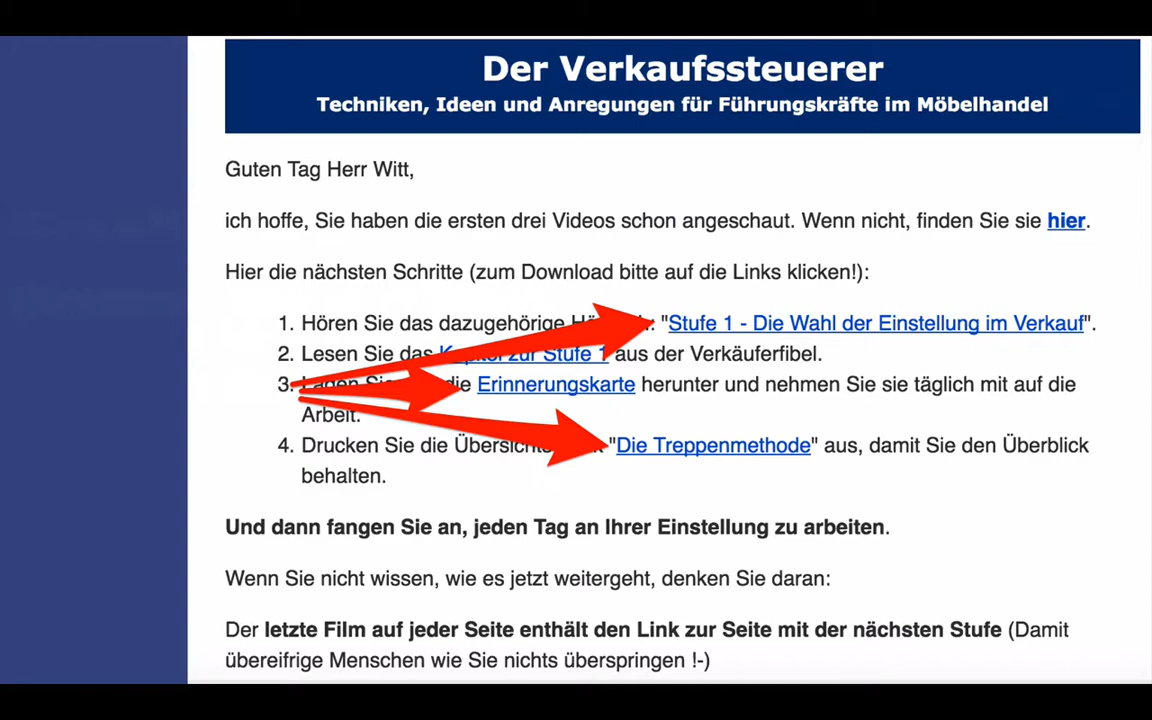 Der Verkaufssteuerer
Techniken, Ideen und Anregungen für Führungskräfte im Möbelhandel
Guten Tag Herr Witt,
ich hoffe, Sie haben die ersten drei Videos schon angeschaut. Wenn nicht, finden Sie sie hier.
Hier die nächsten Schritte (zum Download bitte auf die Links klicken!):
1. Hören Sie das dazugehörige "Stufe 1 - Die Wahl der Einstellung im Verkauf".
2. Lesen Sie das Kapitel zur Stufe 1 aus der Verkäuferfibel.
3. Laden Sie die Erinnerungskarte herunter und nehmen Sie sie täglich mit auf die
Arbeit.
4. Drucken Sie die "Die Treppenmethode" aus, damit Sie den Überblick
behalten.
Und dann fangen Sie an, jeden Tag an Ihrer Einstellung zu arbeiten.
Wenn Sie nicht wissen, wie es jetzt weitergeht, denken Sie daran:
Der letzte Film auf jeder Seite enthält den Link zur Seite mit der nächsten Stufe (Damit
übereifrige Menschen wie Sie nichts überspringen !-)